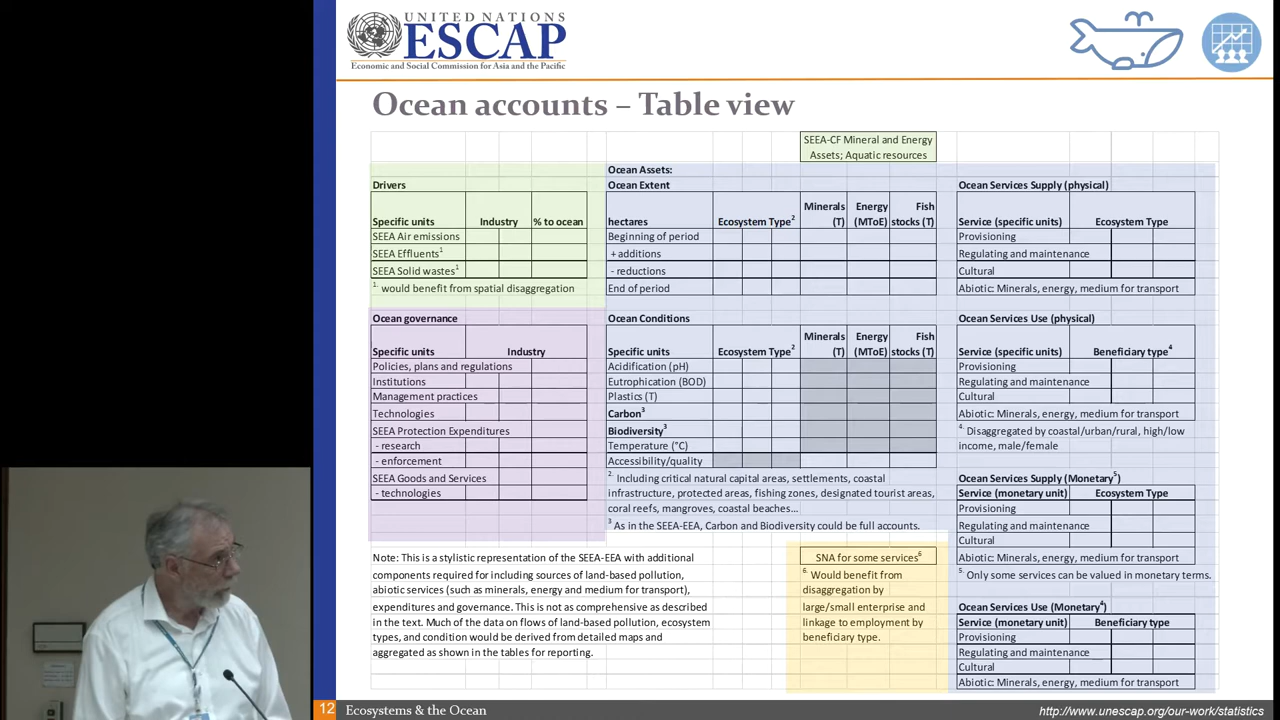 UNITED NATIONS
ESCAP
Economic and Social Commission for Asia and the Pacific
Ocean accounts – Table view
SEEA-CF Mineral and Energy
Assets; Aquatic resources
Drivers
Specific units Industry % to ocean
SEEA Air emissions
SEEA Effluents¹
SEEA Solid wastes¹
¹· would benefit from spatial disaggregation
Ocean governance
Specific units Industry
Policies, plans and regulations
Institutions
Management practices
Technologies
SEEA Protection Expenditures
- research
- enforcement
SEEA Goods and Services
- technologies
Ocean Assets:
Ocean Extent
hectares Ecosystem Type² Minerals (T) Energy (MToE) Fish stocks (T)
Beginning of period
+ additions
- reductions
End of period
Ocean Conditions
Specific units Ecosystem Type² Minerals (T) Energy (MToE) Fish stocks (T)
Acidification (pH)
Eutrophication (BOD)
Plastics (T)
Carbon³
Biodiversity³
Temperature (°C)
Accessibility/quality
²· Including critical natural capital areas, settlements, coastal
infrastructure, protected areas, fishing zones, designated tourist areas,
coral reefs, mangroves, coastal beaches...
³ As in the SEEA-EEA, Carbon and Biodiversity could be full accounts.
Ocean Services Supply (physical)
Service (specific units) Ecosystem Type
Provisioning
Regulating and maintenance
Cultural
Abiotic: Minerals, energy, medium for transport
Ocean Services Use (physical)
Service (specific units) Beneficiary type⁴
Provisioning
Regulating and maintenance
Cultural
Abiotic: Minerals, energy, medium for transport
⁴· Disaggregated by coastal/urban/rural, high/low
income, male/female
Ocean Services Supply (Monetary⁵)
Service (monetary unit) Ecosystem Type
Provisioning
Regulating and maintenance
Cultural
Abiotic: Minerals, energy, medium for transport
⁵· Only some services can be valued in monetary terms.
Ocean Services Use (Monetary⁴)
Service (monetary unit) Beneficiary type
Provisioning
Regulating and maintenance
Cultural
Abiotic: Minerals, energy, medium for transport
Note: This is a stylistic representation of the SEEA-EEA with additional
components required for including sources of land-based pollution,
abiotic services (such as minerals, energy and medium for transport),
expenditures and governance. This is not as comprehensive as described
in the text. Much of the data on flows of land-based pollution, ecosystem
types, and condition would be derived from detailed maps and
aggregated as shown in the tables for reporting.
SNA for some services⁶
⁶· Would benefit from
disaggregation by
large/small enterprise and
linkage to employment by
beneficiary type.
12 Ecosystems & the Ocean
http://www.unescap.org/our-work/statistics